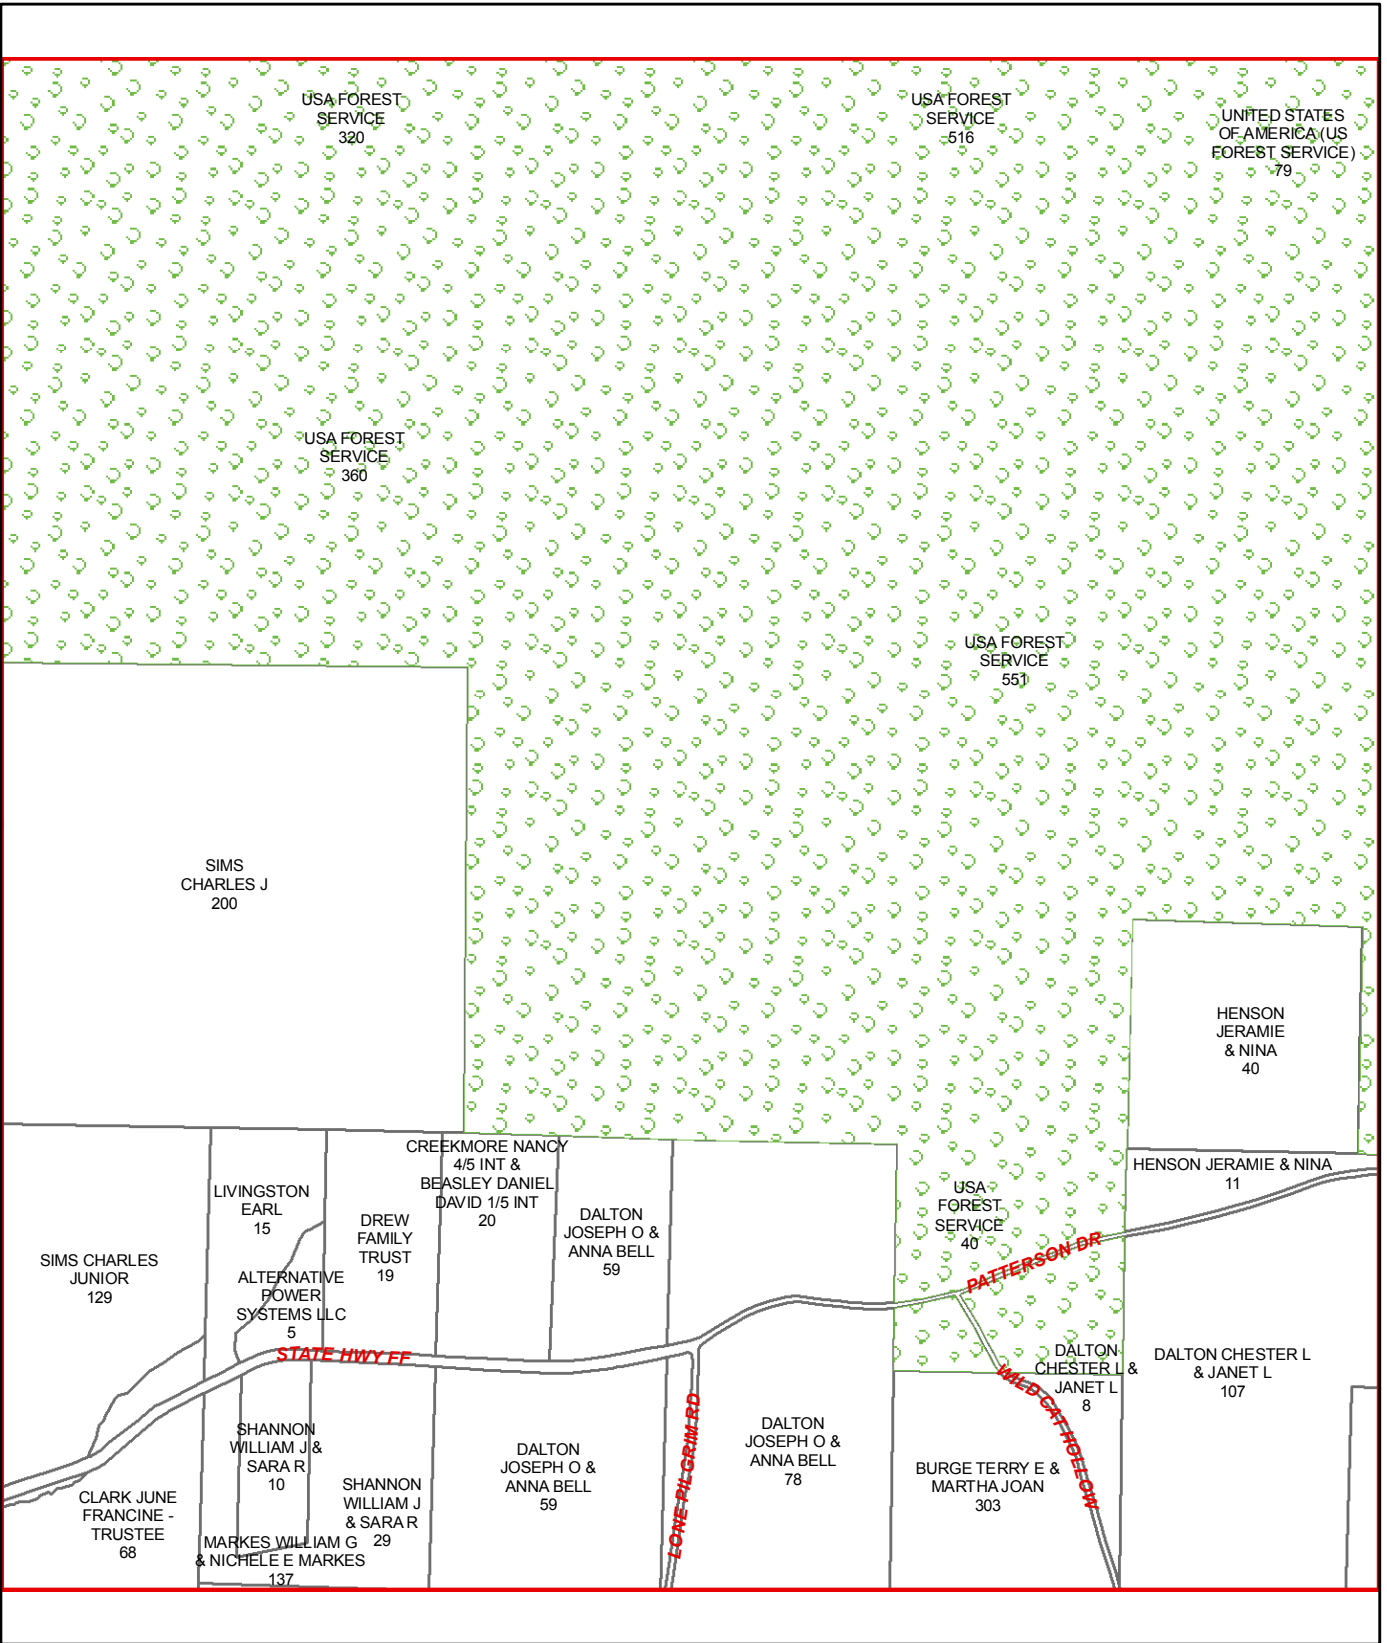 USA FOREST
SERVICE
320
USA FOREST
SERVICE
516
UNITED STATES
OF AMERICA (US
FOREST SERVICE)
79
USA FOREST
SERVICE
360
USA FOREST
SERVICE
551
SIMS
CHARLES J
200
HENSON
JERAMIE
& NINA
40
CREEKMORE NANCY
4/5 INT &
BEASLEY DANIEL
DAVID 1/5 INT
20
HENSON JERAMIE & NINA
11
LIVINGSTON
EARL
15
DREW
FAMILY
TRUST
19
DALTON
JOSEPH O &
ANNA BELL
59
USA
FOREST
SERVICE
40
PATTERSON DR
SIMS CHARLES
JUNIOR
129
ALTERNATIVE
POWER
SYSTEMS LLC
5
STATE HWY FF
DALTON
CHESTER L &
JANET L
8
DALTON CHESTER L
& JANET L
107
WILD CAT HOLLOW
LONE PILGRIM RD
SHANNON
WILLIAM J &
SARA R
10
DALTON
JOSEPH O &
ANNA BELL
59
DALTON
JOSEPH O &
ANNA BELL
78
BURGE TERRY E &
MARTHA JOAN
303
SHANNON
WILLIAM J
& SARA R
29
CLARK JUNE
FRANCINE -
TRUSTEE
68
MARKES WILLIAM G
& NICHELE E MARKES
137